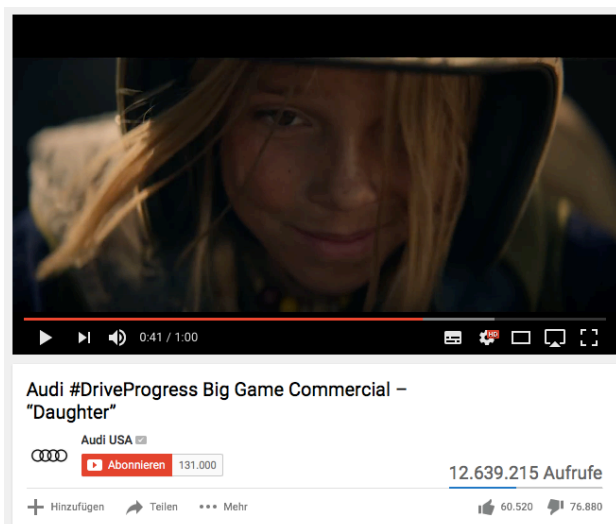 HD
0:41 / 1:00
Audi #DriveProgress Big Game Commercial –
“Daughter”
Audi USA
Abonnieren 131.000
12.639.215 Aufrufe
Hinzufügen Teilen Mehr 60.520 76.880